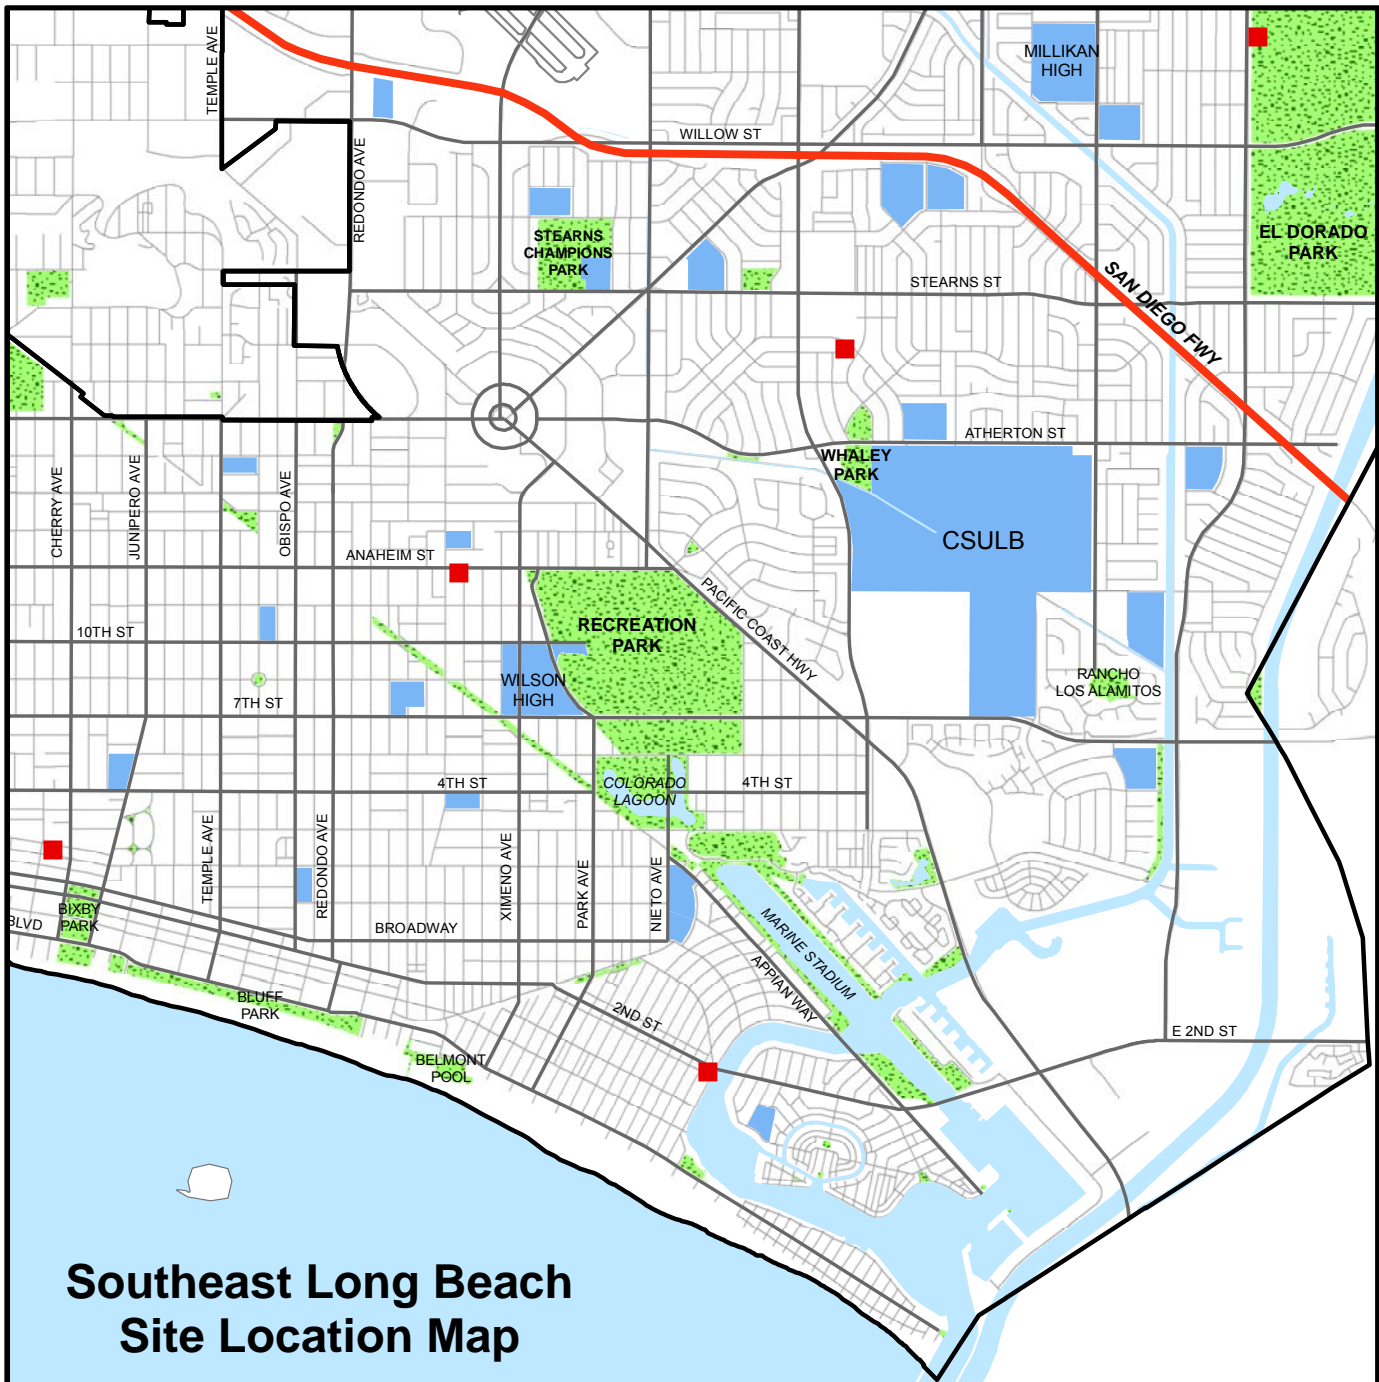 TEMPLE AVE
MILLIKAN
HIGH
WILLOW ST
REDONDO AVE
STEARNS
CHAMPIONS
PARK
EL DORADO
PARK
STEARNS ST
SAN DIEGO FWY
ATHERTON ST
WHALEY
PARK
CHERRY AVE
JUNIPERO AVE
OBISPO AVE
ANAHEIM ST
CSULB
PACIFIC COAST HWY
10TH ST
RECREATION
PARK
WILSON
HIGH
RANCHO
LOS ALAMITOS
7TH ST
4TH ST
COLORADO
LAGOON
4TH ST
TEMPLE AVE
REDONDO AVE
XIMENO AVE
PARK AVE
NIETO AVE
BIXBY
PARK
BLVD
BROADWAY
MARINE STADIUM
APPIAN WAY
BLUFF
PARK
2ND ST
E 2ND ST
BELMONT
POOL
Southeast Long Beach
Site Location Map